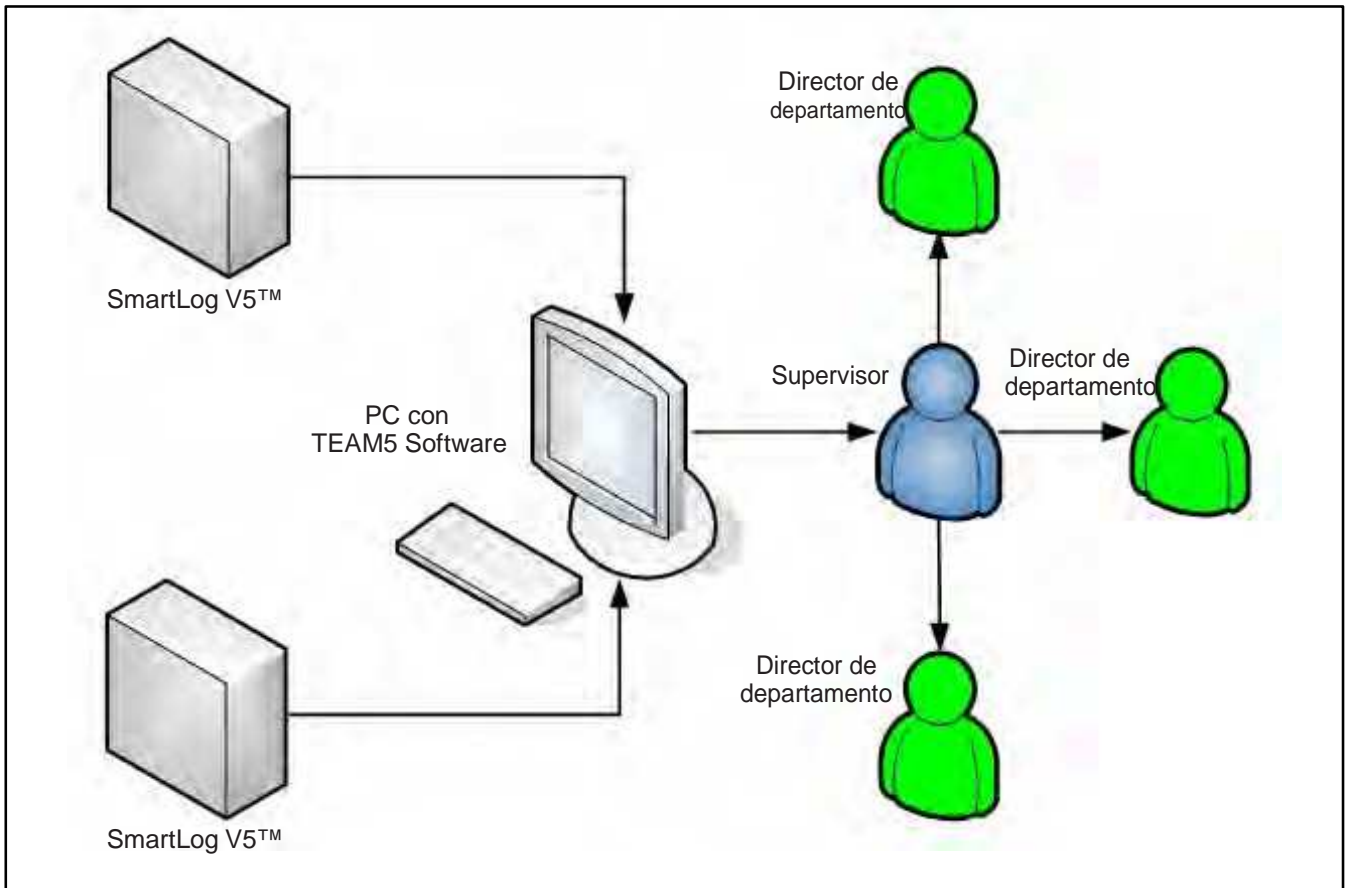 Director de
departamento
SmartLog V5™
Supervisor
Director de
departamento
PC con
TEAM5 Software
Director de
departamento
SmartLog V5™